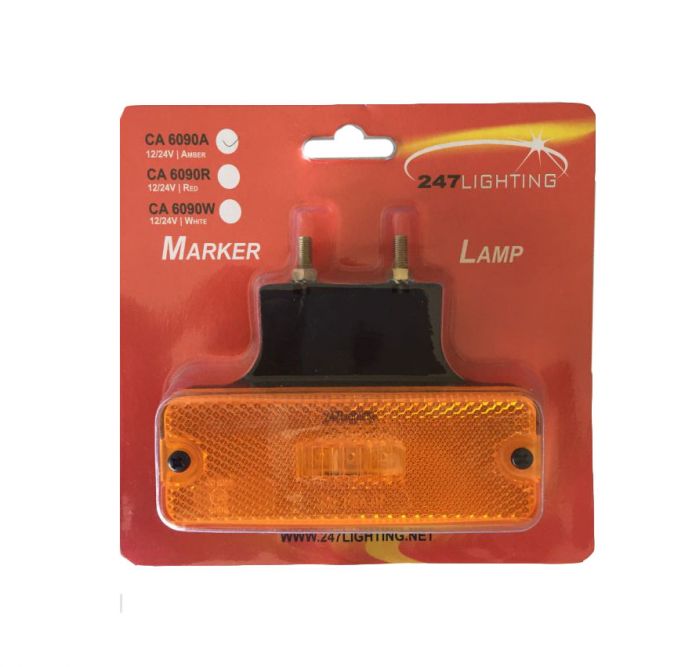 CA 6090A
12/24V | AMBER
CA 6090R
12/24V | RED
CA 6090W
12/24V | WHITE
247LIGHTING
MARKER LAMP
247lighting
WWW.247LIGHTING.NET